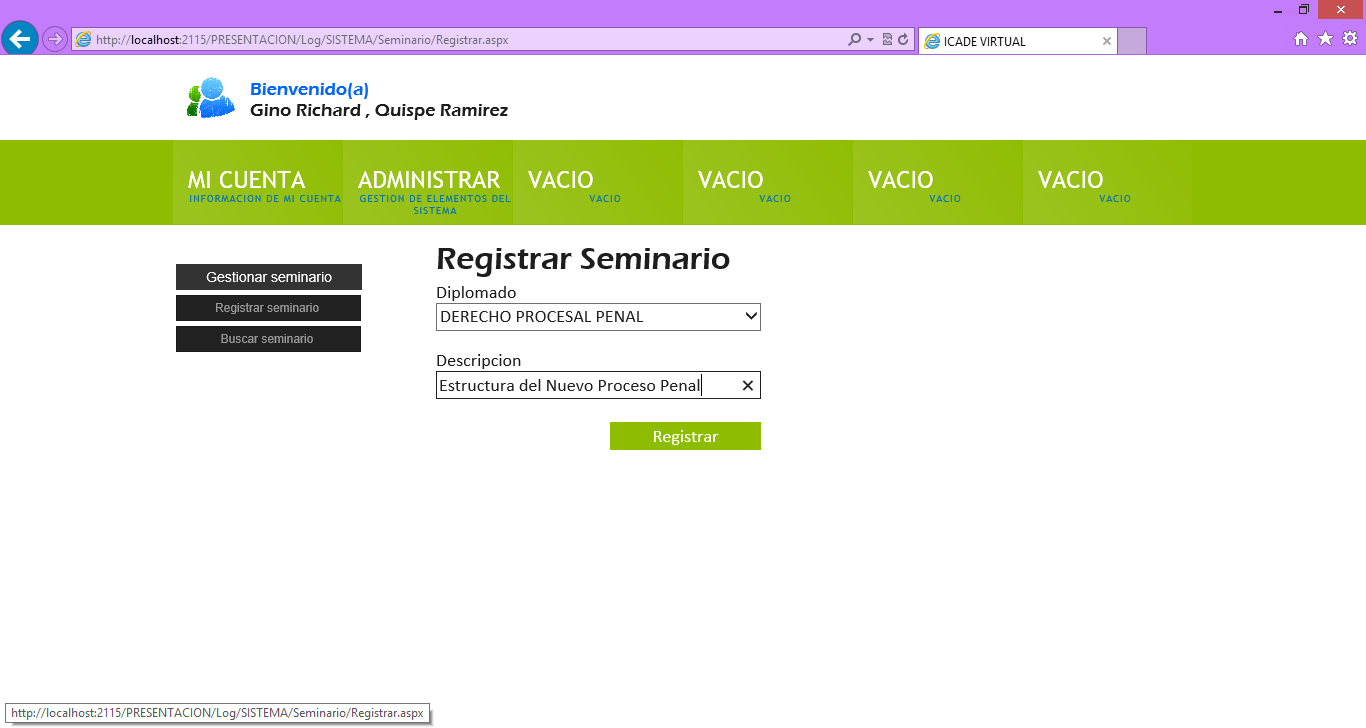 http://localhost:2115/PRESENTACION/Log/SISTEMA/Seminario/Registrar.aspx
ICADE VIRTUAL
Bienvenido(a)
Gino Richard , Quispe Ramirez
MI CUENTA
INFORMACION DE MI CUENTA
ADMINISTRAR
GESTION DE ELEMENTOS DEL
SISTEMA
VACIO
VACIO
VACIO
VACIO
VACIO
VACIO
VACIO
VACIO
Gestionar seminario
Registrar seminario
Buscar seminario
Registrar Seminario
Diplomado
DERECHO PROCESAL PENAL
Descripcion
Estructura del Nuevo Proceso Penal
Registrar
http://localhost:2115/PRESENTACION/Log/SISTEMA/Seminario/Registrar.aspx